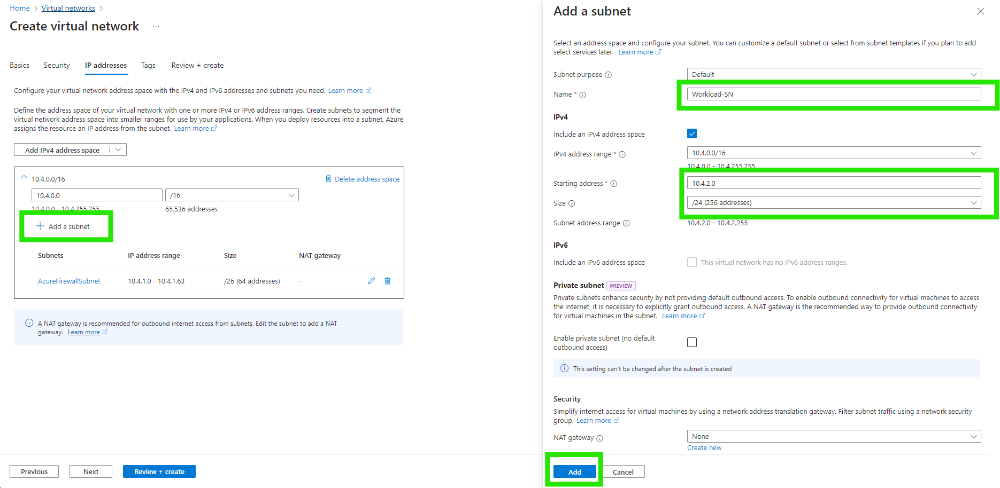 Home > Virtual networks >
Create virtual network ...
Basics Security IP addresses Tags Review + create
Configure your virtual network address space with the IPv4 and IPv6 addresses and subnets you need. Learn more
Define the address space of your virtual network with one or more IPv4 or IPv6 address ranges. Create subnets to segment the
virtual network address space into smaller ranges for use by your applications. When you deploy resources into a subnet, Azure
assigns the resource an IP address from the subnet. Learn more
Add IPv4 address space |
10.4.0.0/16 Delete address space
10.4.0.0 /16
10.4.0.0 - 10.4.255.255 65,536 addresses
+ Add a subnet
Subnets IP address range Size NAT gateway
AzureFirewallSubnet 10.4.1.0 - 10.4.1.63 /26 (64 addresses) -
A NAT gateway is recommended for outbound internet access from subnets. Edit the subnet to add a NAT
gateway. Learn more
Previous Next Review + create
Add a subnet
Select an address space and configure your subnet. You can customize a default subnet or select from subnet templates if you plan to add
select services later. Learn more
Subnet purpose Default
Name * Workload-SN
IPv4
Include an IPv4 address space
IPv4 address range * 10.4.0.0/16
10.4.0.0 - 10.4.255.255
Starting address * 10.4.2.0
Size /24 (256 addresses)
Subnet address range 10.4.2.0 - 10.4.2.255
IPv6
Include an IPv6 address space This virtual network has no IPv6 address ranges.
Private subnet PREVIEW
Private subnets enhance security by not providing default outbound access. To enable outbound connectivity for virtual machines to access
the internet, it is necessary to explicitly grant outbound access. A NAT gateway is the recommended way to provide outbound connectivity
for virtual machines in the subnet. Learn more
Enable private subnet (no default
outbound access)
This setting can't be changed after the subnet is created
Security
Simplify internet access for virtual machines by using a network address translation gateway. Filter subnet traffic using a network security
group. Learn more
NAT gateway None
Create new
Add Cancel